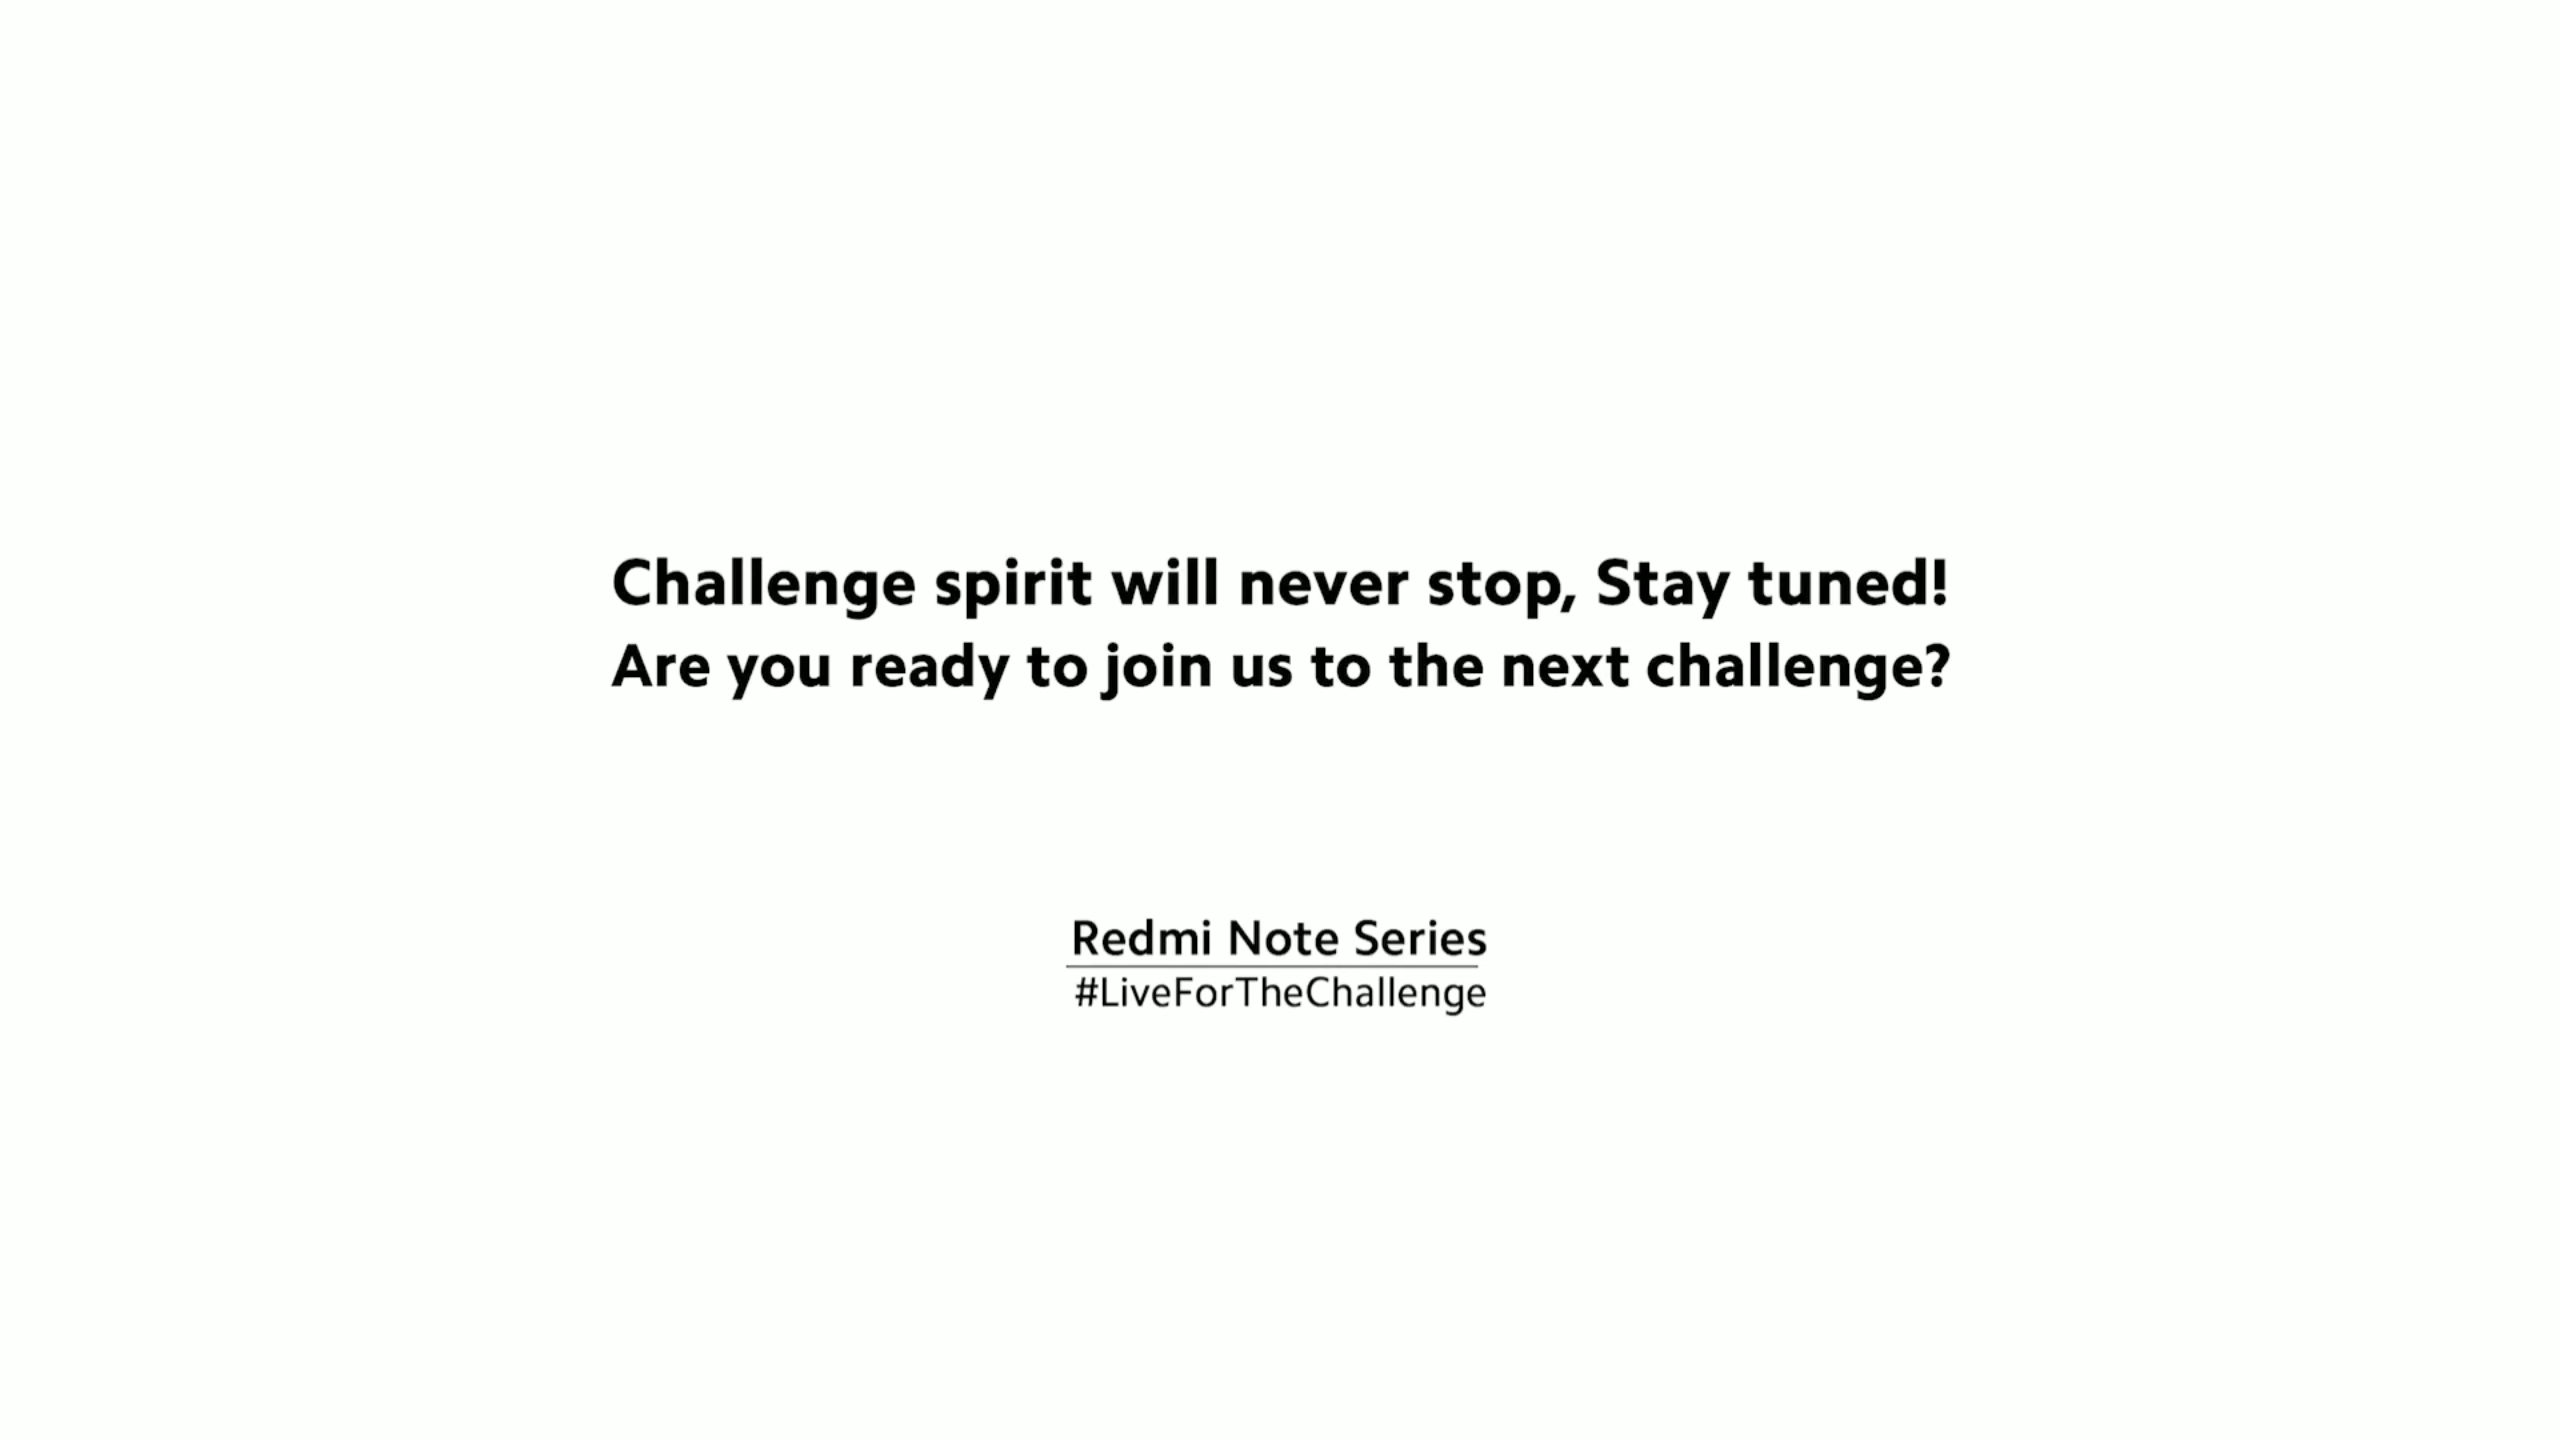 Challenge spirit will never stop, Stay tuned!
Are you ready to join us to the next challenge?
Redmi Note Series
#LiveForTheChallenge